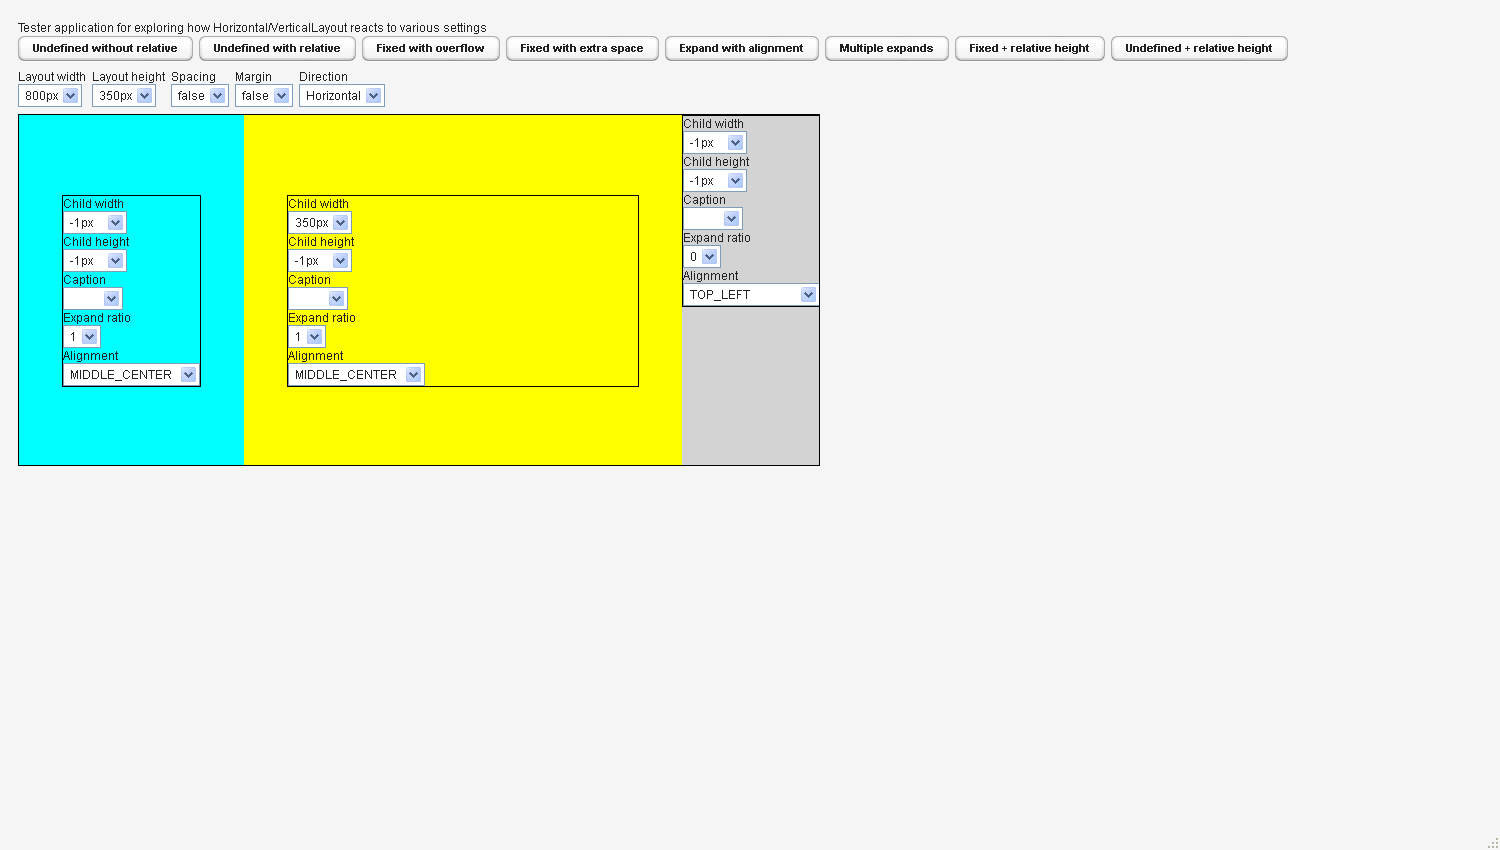 Tester application for exploring how Horizontal/VerticalLayout reacts to various settings
Undefined without relative Undefined with relative Fixed with overflow Fixed with extra space Expand with alignment Multiple expands Fixed + relative height Undefined + relative height
Layout width Layout height Spacing Margin Direction
800px 350px false false Horizontal
Child width
-1px
Child height
-1px
Caption
Expand ratio
1
Alignment
MIDDLE_CENTER
Child width
350px
Child height
-1px
Caption
Expand ratio
1
Alignment
MIDDLE_CENTER
Child width
-1px
Child height
-1px
Caption
Expand ratio
0
Alignment
TOP_LEFT